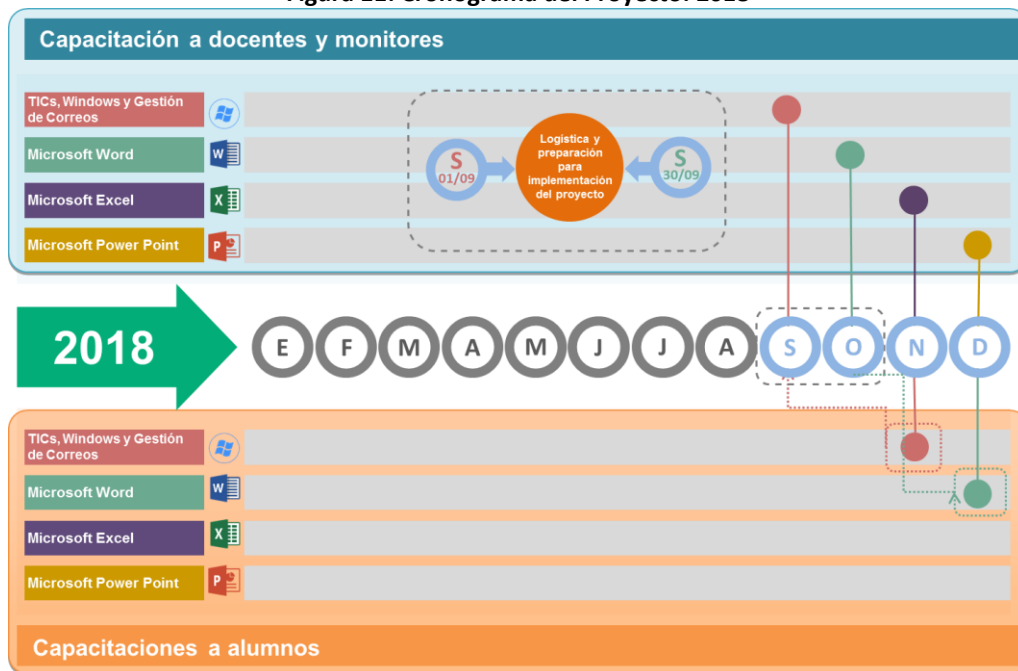 Capacitación a docentes y monitores
TICs, Windows y Gestión
de Correos
Microsoft Word
Microsoft Excel
Microsoft Power Point
S
01/09
Logistica y
preparación
para
implementación
del proyecto
S
30/09
2018
E F M A M J J A S O N D
TICs, Windows y Gestión
de Correos
Microsoft Word
Microsoft Excel
Microsoft Power Point
Capacitaciones a alumnos